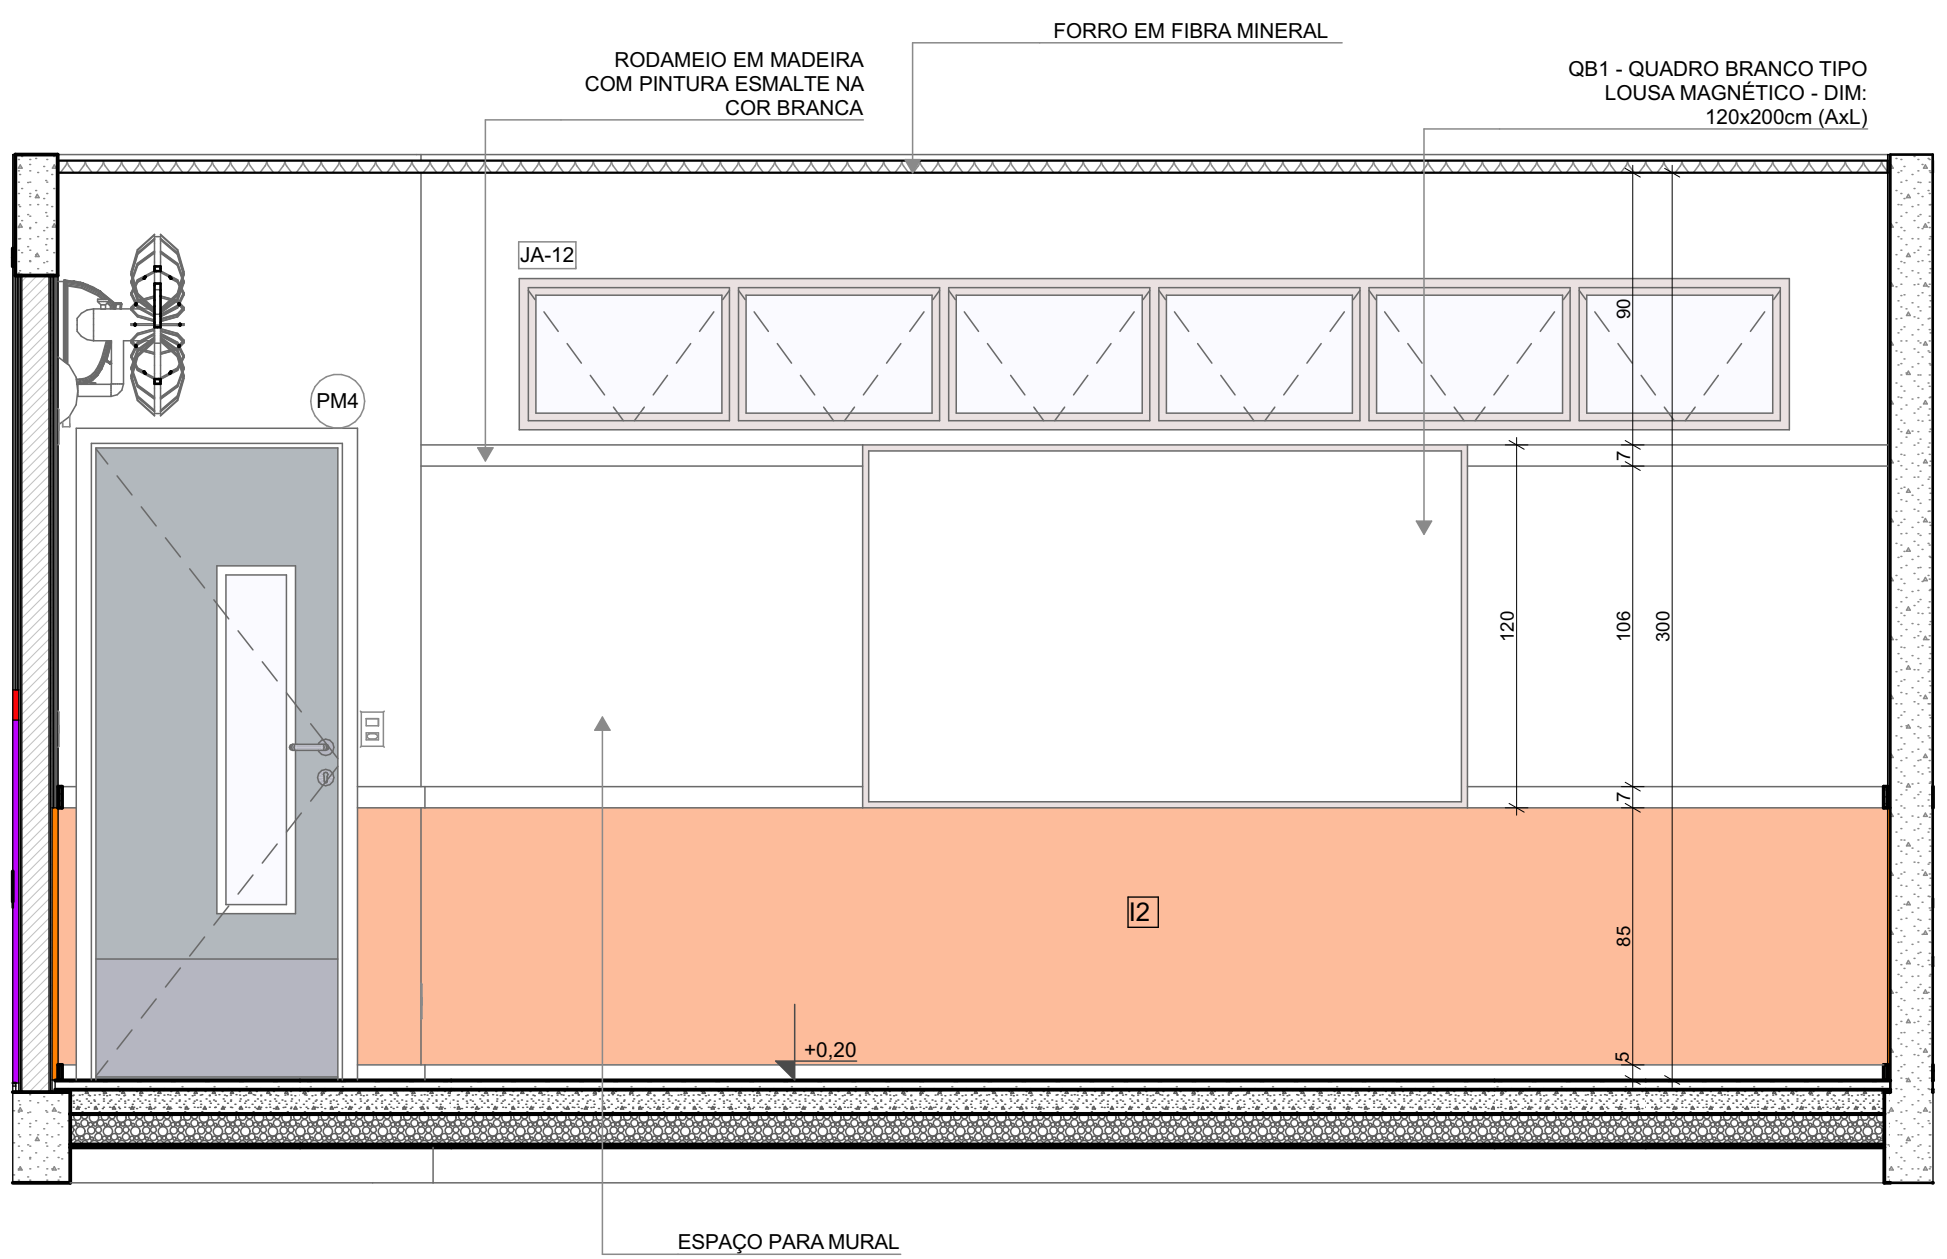 FORRO EM FIBRA MINERAL
RODAMEIO EM MADEIRA
COM PINTURA ESMALTE NA
COR BRANCA
QB1 - QUADRO BRANCO TIPO
LOUSA MAGNÉTICO - DIM:
120x200cm (AxL)
JA-12
90
PM4
7
120
106
300
7
I2
85
+0,20
5
ESPAÇO PARA MURAL